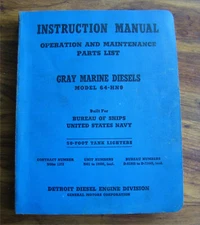 INSTRUCTION MANUAL
OPERATION AND MAINTENANCE
PARTS LIST
GRAY MARINE DIESELS
MODEL 64-HN9
Built For
BUREAU OF SHIPS
UNITED STATES NAVY
50-FOOT TANK LIGHTERS
CONTRACT NUMBER
UNIT NUMBERS
ENGINE NUMBERS
DETROIT DIESEL ENGINE DIVISION
GENERAL MOTORS CORPORATION